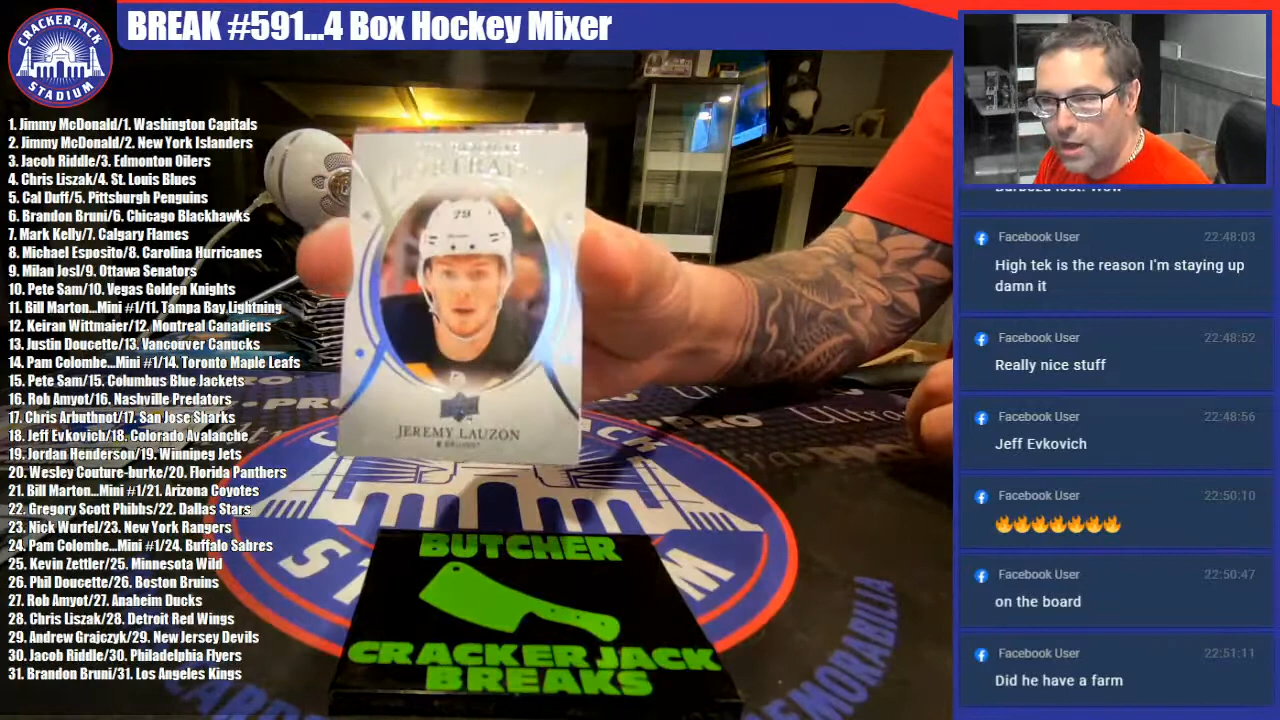 BREAK #591...4 Box Hockey Mixer
CRACKER JACK
STADIUM
1. Jimmy McDonald/1. Washington Capitals
2. Jimmy McDonald/2. New York Islanders
3. Jacob Riddle/3. Edmonton Oilers
4. Chris Liszak/4. St. Louis Blues
5. Cal Duff/5. Pittsburgh Penguins
6. Brandon Bruni/6. Chicago Blackhawks
7. Mark Kelly/7. Calgary Flames
8. Michael Esposito/8. Carolina Hurricanes
9. Milan Josl/9. Ottawa Senators
10. Pete Sam/10. Vegas Golden Knights
11. Bill Marton...Mini #1/11. Tampa Bay Lightning
12. Keiran Wittmaier/12. Montreal Canadiens
13. Justin Doucette/13. Vancouver Canucks
14. Pam Colombe...Mini #1/14. Toronto Maple Leafs
15. Pete Sam/15. Columbus Blue Jackets
16. Rob Amyot/16. Nashville Predators
17. Chris Arbuthnot/17. San Jose Sharks
18. Jeff Evkovich/18. Colorado Avalanche
19. Jordan Henderson/19. Winnipeg Jets
20. Wesley Couture-burke/20. Florida Panthers
21. Bill Marton...Mini #1/21. Arizona Coyotes
22. Gregory Scott Phibbs/22. Dallas Stars
23. Nick Wurfel/23. New York Rangers
24. Pam Colombe...Mini #1/24. Buffalo Sabres
25. Kevin Zettler/25. Minnesota Wild
26. Phil Doucette/26. Boston Bruins
27. Rob Amyot/27. Anaheim Ducks
28. Chris Liszak/28. Detroit Red Wings
29. Andrew Grajczyk/29. New Jersey Devils
30. Jacob Riddle/30. Philadelphia Flyers
31. Brandon Bruni/31. Los Angeles Kings
79
JEREMY LAUZON
BRUINS
BUTCHER
CRACKER JACK
BREAKS
MEMORABILIA
Facebook User 22:48:03
High tek is the reason I'm staying up
damn it
Facebook User 22:48:52
Really nice stuff
Facebook User 22:48:56
Jeff Evkovich
Facebook User 22:50:10
🔥🔥🔥🔥🔥🔥🔥
Facebook User 22:50:47
on the board
Facebook User 22:51:11
Did he have a farm